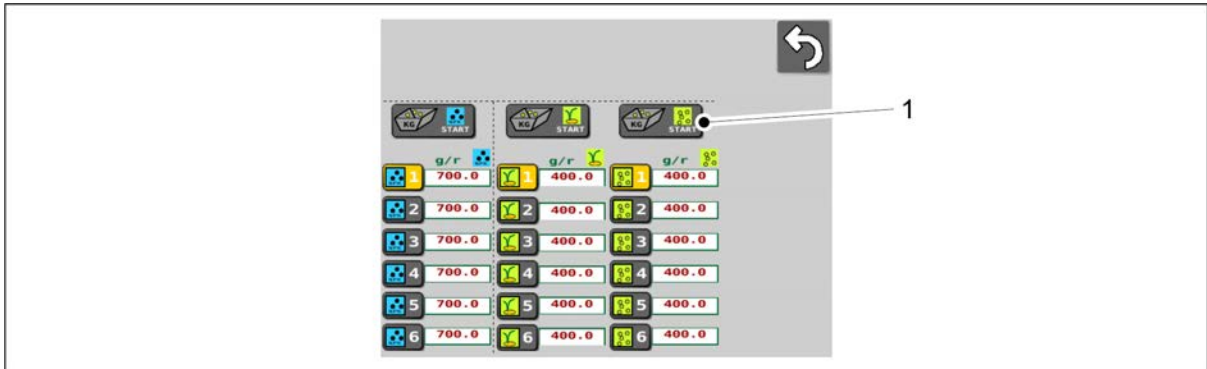 1
KG START KG START KG START
g/r g/r g/r
1 700.0 1 400.0 1 400.0
2 700.0 2 400.0 2 400.0
3 700.0 3 400.0 3 400.0
4 700.0 4 400.0 4 400.0
5 700.0 5 400.0 5 400.0
6 700.0 6 400.0 6 400.0